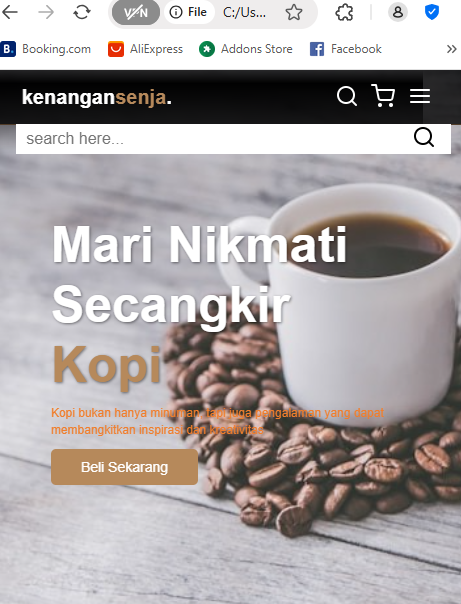 VPN
File
C:/Us...
B.
Booking.com
AliExpress
Addons Store
f
Facebook
kenangansenja.
search here...
Mari Nikmati
Secangkir
Kopi
Kopi bukan hanya minuman, tapi juga pengalaman yang dapat
membangkitkan inspirasi dan kreativitas
Beli Sekarang